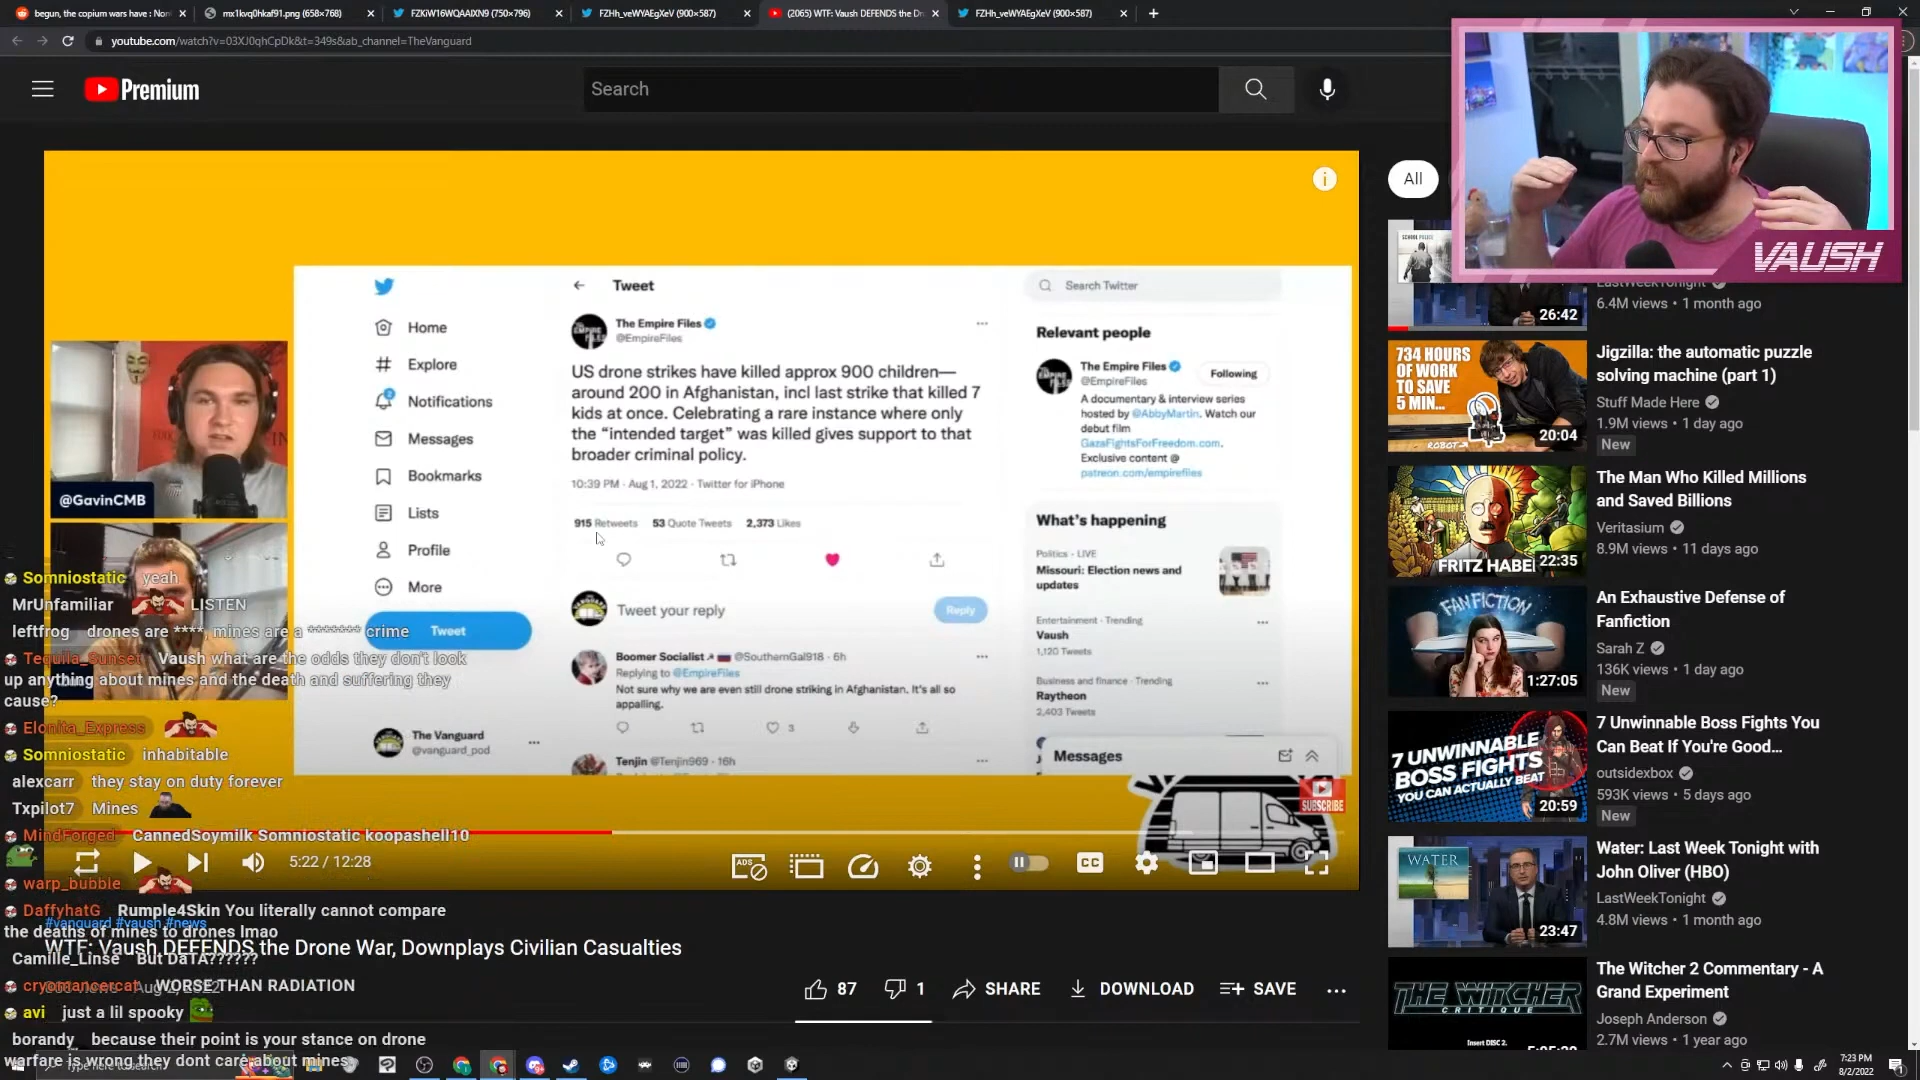 begun, the copium wars have : Non
mx1kvq0hkaf91.png (658×768)
FZKiW16WQAAIXN9 (750×796)
FZHh_veWYAEgXeV (900×587)
(2065) WTF: Vaush DEFENDS the Dr
FZHh_veWYAEgXeV (900×587)
youtube.com/watch?v=03XJ0qhCpDk&t=349s&ab_channel=TheVanguard
Premium
Search
All
VAUSH
Tweet
Search Twitter
Home
Explore
Notifications
Messages
Bookmarks
Lists
Profile
More
Tweet
The Vanguard
@vanguard_pod
The Empire Files
@EmpireFiles
US drone strikes have killed approx 900 children—
around 200 in Afghanistan, incl last strike that killed 7
kids at once. Celebrating a rare instance where only
the “intended target” was killed gives support to that
broader criminal policy.
10:39 PM · Aug 1, 2022 · Twitter for iPhone
915 Retweets 53 Quote Tweets 2,373 Likes
Tweet your reply
Reply
Boomer Socialist @SouthernGal918 · 6h
Replying to @EmpireFiles
Not sure why we are even still drone striking in Afghanistan. It's all so
appalling.
3
Tenjin @Tenjin969 · 16h
Relevant people
The Empire Files
@EmpireFiles
Following
A documentary & interview series
hosted by @AbbyMartin. Watch our
debut film
GazaFightsForFreedom.com.
Exclusive content @
patreon.com/empirefiles
What's happening
Politics · LIVE
Missouri: Election news and
updates
Entertainment · Trending
Vaush
1,120 Tweets
Business and finance · Trending
Raytheon
2,403 Tweets
Messages
SUBSCRIBE
@GavinCMB
Somniostatic yeah
MrUnfamiliar LISTEN
leftfrog drones are ****, mines are a ******* crime
Tequila_Sunset Vaush what are the odds they don't look
up anything about mines and the death and suffering they
cause?
Elonita_Express
Somniostatic inhabitable
alexcarr they stay on duty forever
Txpilot7 Mines
MindForged CannedSoymilk Somniostatic koopashell10
5:22 / 12:28
ADS
CC
warp_bubble
DaffyhatG Rumple4Skin You literally cannot compare
the deaths of mines to drones lmao
#vanguard #vaush #news
WTF: Vaush DEFENDS the Drone War, Downplays Civilian Casualties
Camille_Linse But DaTA??????
cryomancercat WORSE THAN RADIATION
Aug 2, 2022
avi just a lil spooky
borandy because their point is your stance on drone
warfare is wrong they dont care about mines
87
1
SHARE
DOWNLOAD
SAVE
26:42
LastWeekTonight
6.4M views • 1 month ago
734 HOURS
OF WORK
TO SAVE
5 MIN...
ROBOT
20:04
Jigzilla: the automatic puzzle
solving machine (part 1)
Stuff Made Here
1.9M views • 1 day ago
New
FRITZ HABE
22:35
The Man Who Killed Millions
and Saved Billions
Veritasium
8.9M views • 11 days ago
FANFICTION
1:27:05
An Exhaustive Defense of
Fanfiction
Sarah Z
136K views • 1 day ago
New
7 UNWINNABLE
BOSS FIGHTS
YOU CAN ACTUALLY BEAT
20:59
7 Unwinnable Boss Fights You
Can Beat If You're Good...
outsidexbox
593K views • 5 days ago
New
WATER
23:47
Water: Last Week Tonight with
John Oliver (HBO)
LastWeekTonight
4.8M views • 1 month ago
THE WITCHER
CRITIQUE
Insert DISC 2.
The Witcher 2 Commentary - A
Grand Experiment
Joseph Anderson
2.7M views • 1 year ago
Type here to search
7:23 PM
8/2/2022